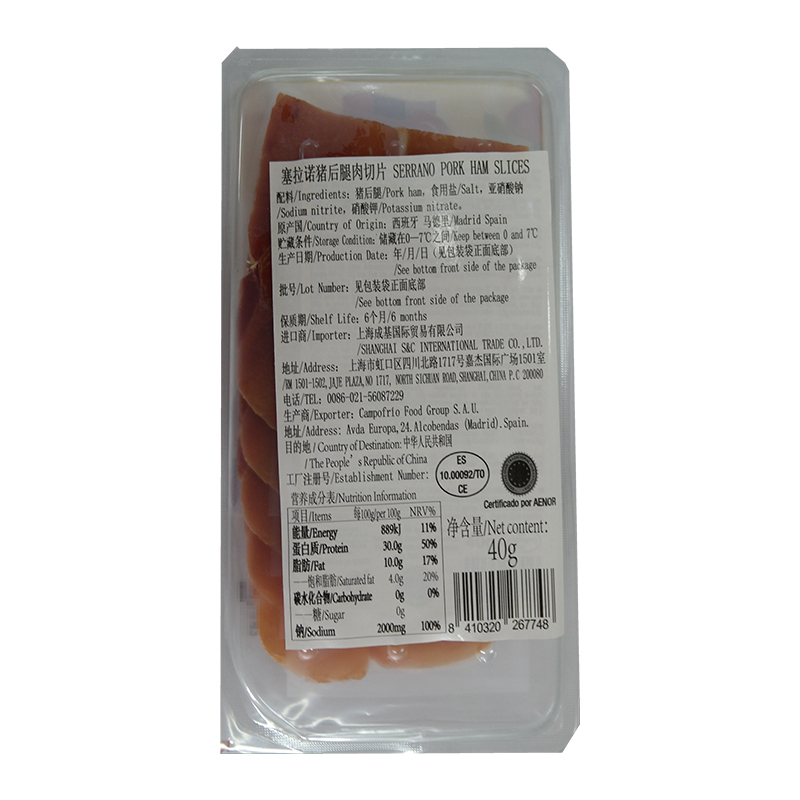 塞拉诺猪后腿肉切片 SERRANO PORK HAM SLICES
配料/Ingredients: 猪后腿/Pork ham, 食用盐/Salt, 亚硝酸钠
/Sodium nitrite, 硝酸钾/Potassium nitrate。
原产国/Country of Origin: 西班牙 马德里/Madrid Spain
贮藏条件/Storage Condition: 储藏在0—7℃之间/Keep between 0 and 7℃
生产日期/Production Date: 年/月/日 (见包装袋正面底部)
/See bottom front side of the package
批号/Lot Number: 见包装袋正面底部
/See bottom front side of the package
保质期/Shelf Life: 6个月/6 months
进口商/Importer: 上海成基国际贸易有限公司
/SHANGHAI S&C INTERNATIONAL TRADE CO.,LTD.
地址/Address: 上海市虹口区四川北路1717号嘉杰国际广场1501室
/RM 1501-1502, JAJE PLAZA, NO 1717, NORTH SICHUAN ROAD, SHANGHAI, CHINA P.C 200080
电话/TEL: 0086-021-56087229
生产商/Exporter: Campofrio Food Group S.A.U.
地址/Address: Avda Europa, 24. Alcobendas (Madrid). Spain.
目的地/Country of Destination: 中华人民共和国
/The People's Republic of China
工厂注册号/Establishment Number:
ES
10.00092/TO
CE
Certificado por AENOR
营养成分表/Nutrition Information
项目/Items 每100g/per 100g NRV%
能量/Energy 889kJ 11%
蛋白质/Protein 30.0g 50%
脂肪/Fat 10.0g 17%
——饱和脂肪/Saturated fat 4.0g 20%
碳水化合物/Carbohydrate 0g 0%
——糖/Sugar 0g
钠/Sodium 2000mg 100%
净含量/Net content:
40g
8 410320 267748